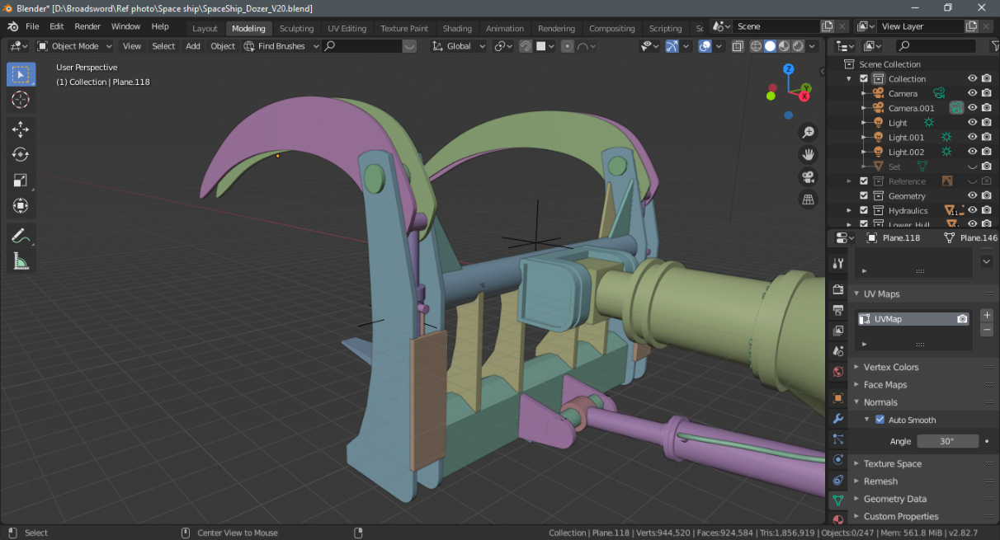 Blender* [D:\Broadsword\Ref photo\Space ship\SpaceShip_Dozer_V20.blend]
File Edit Render Window Help
Layout Modeling Sculpting UV Editing Texture Paint Shading Animation Rendering Compositing Scripting Sc
Scene
View Layer
Object Mode View Select Add Object Find Brushes
Global
User Perspective
(1) Collection | Plane.118
Z
Y
X
Scene Collection
Collection
Camera
Camera.001
Light
Light.001
Light.002
Set
Reference
Geometry
Hydraulics
11
Lower_Hull
Plane.118 Plane.146
UV Maps
UVMap
Vertex Colors
Face Maps
Normals
Auto Smooth
Angle 30°
Texture Space
Remesh
Geometry Data
Custom Properties
Select
Center View to Mouse
Collection | Plane.118 | Verts:944,520 | Faces:924,584 | Tris:1,856,919 | Objects:0/247 | Mem: 561.8 MiB | v2.82.7